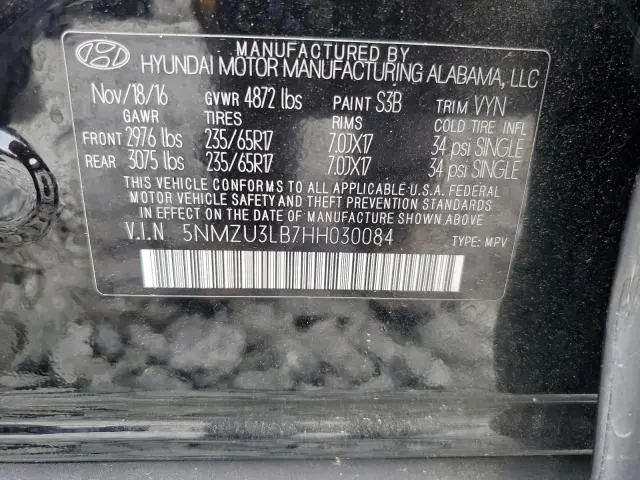 MANUFACTURED BY
HYUNDAI MOTOR MANUFACTURING ALABAMA, LLC
Nov/18/16 GVWR 4872 lbs PAINT S3B TRIM VYN
GAWR TIRES RIMS COLD TIRE INFL
FRONT 2976 lbs 235/65R17 7.0JX17 34 psi SINGLE
REAR 3075 lbs 235/65R17 7.0JX17 34 psi SINGLE
THIS VEHICLE CONFORMS TO ALL APPLICABLE U.S.A. FEDERAL
MOTOR VEHICLE SAFETY AND THEFT PREVENTION STANDARDS
IN EFFECT ON THE DATE OF MANUFACTURE SHOWN ABOVE.
V.I.N 5NMZU3LB7HH030084 TYPE: MPV